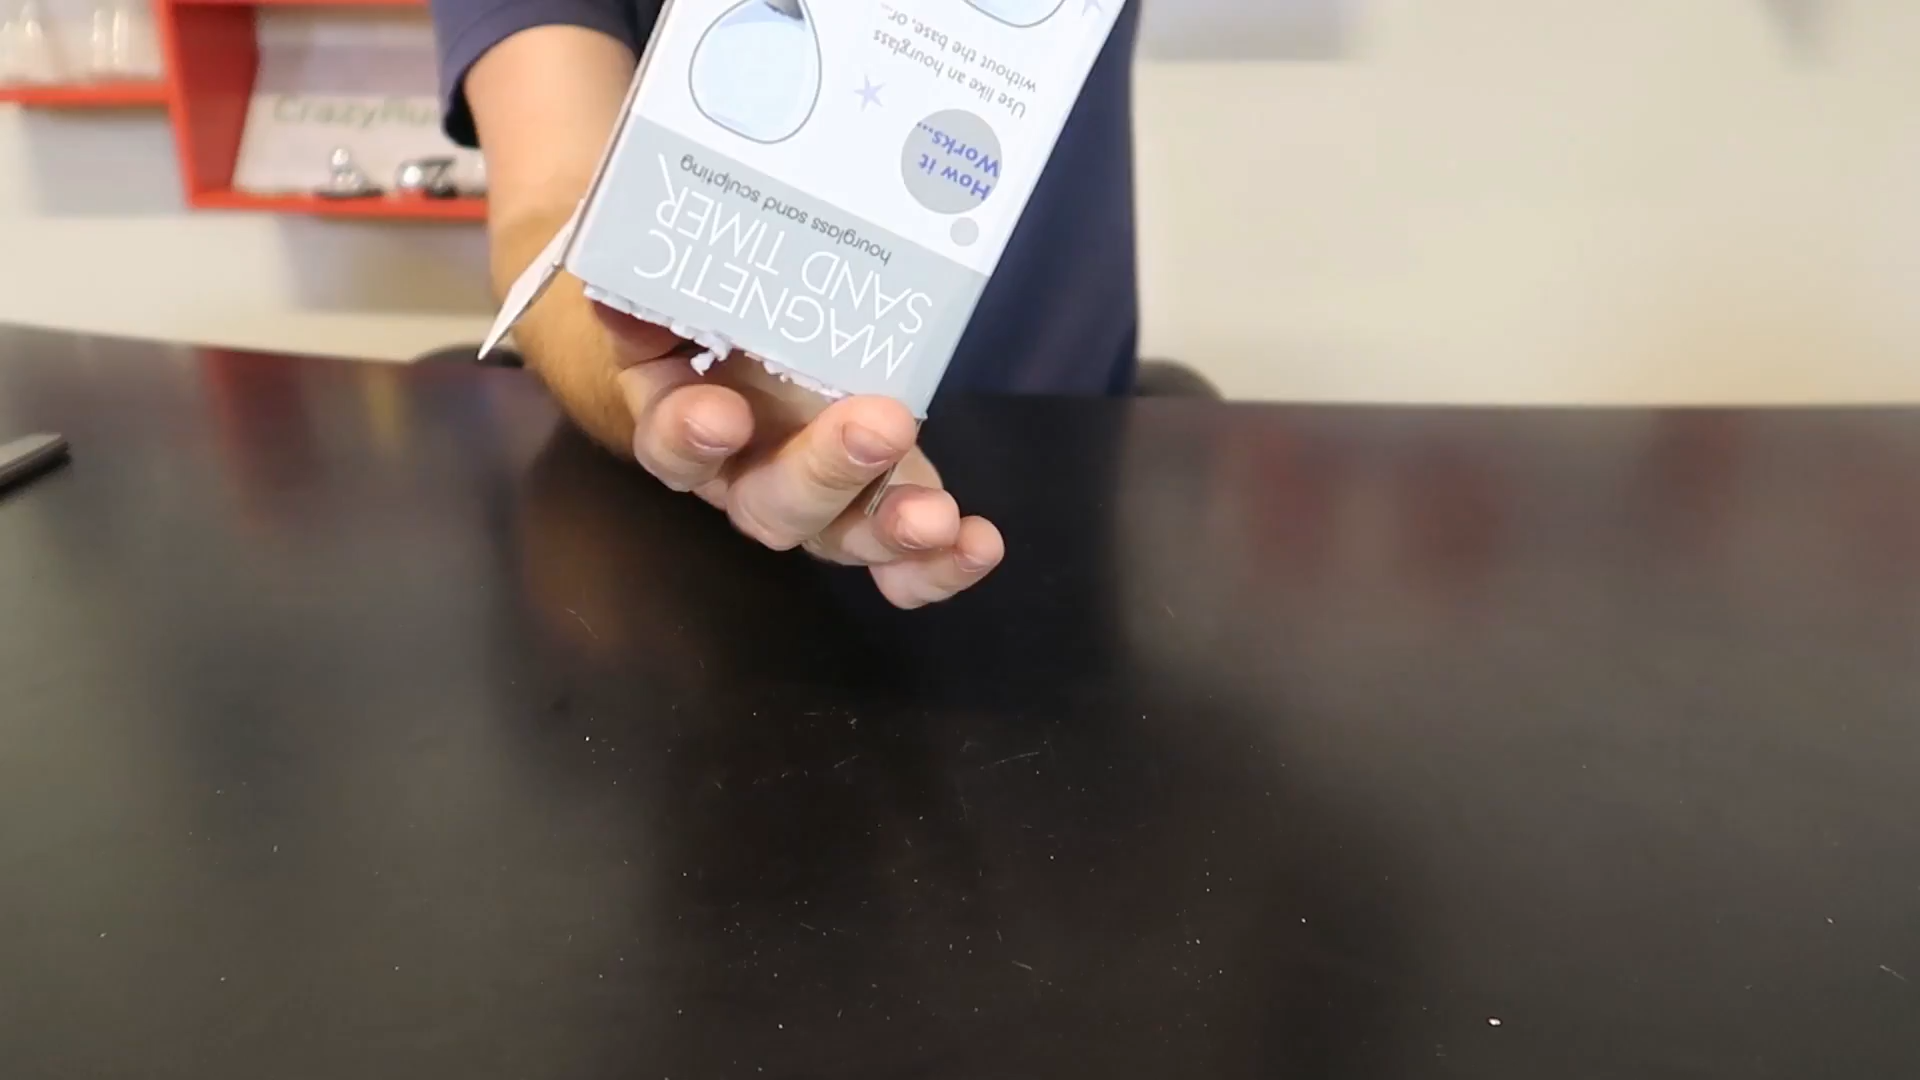 MAGNETIC
SAND TIMER
hourglass sand sculpting
How it
Works...
Use like an hourglass
without the base, or...